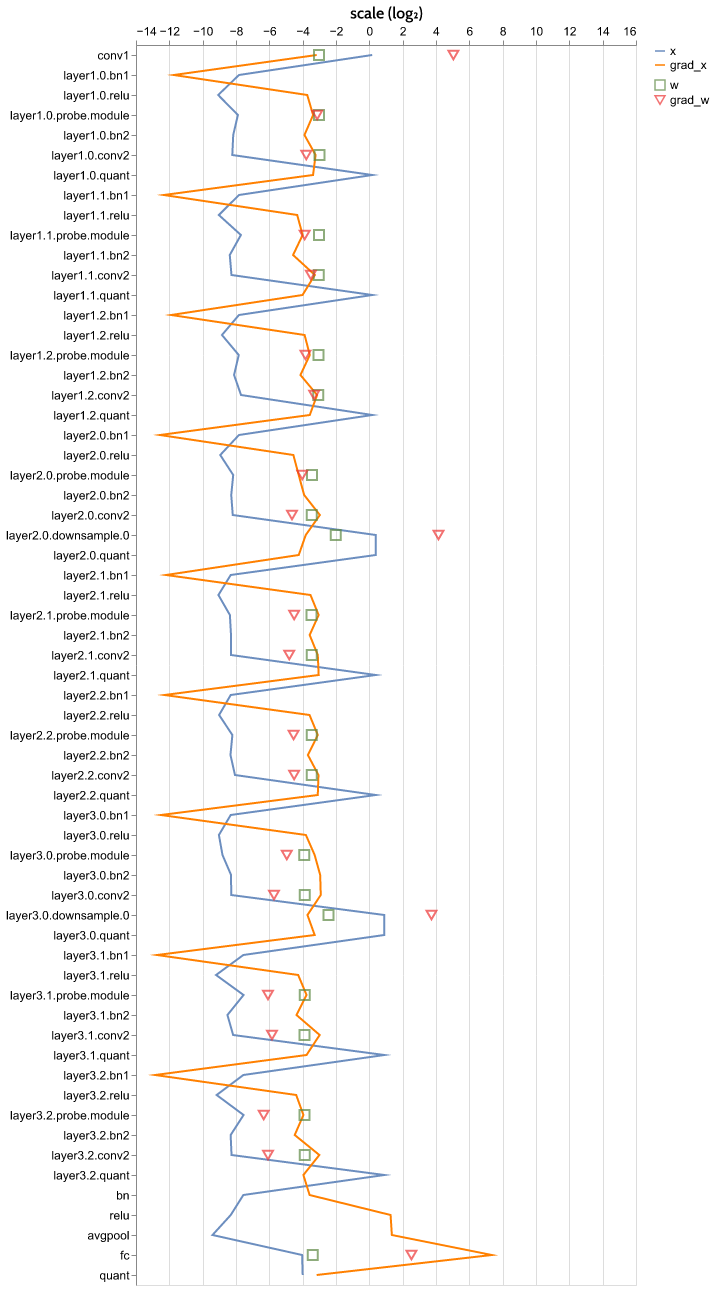 scale (log₂)
−14 −12 −10 −8 −6 −4 −2 0 2 4 6 8 10 12 14 16
x
grad_x
w
grad_w
conv1
layer1.0.bn1
layer1.0.relu
layer1.0.probe.module
layer1.0.bn2
layer1.0.conv2
layer1.0.quant
layer1.1.bn1
layer1.1.relu
layer1.1.probe.module
layer1.1.bn2
layer1.1.conv2
layer1.1.quant
layer1.2.bn1
layer1.2.relu
layer1.2.probe.module
layer1.2.bn2
layer1.2.conv2
layer1.2.quant
layer2.0.bn1
layer2.0.relu
layer2.0.probe.module
layer2.0.bn2
layer2.0.conv2
layer2.0.downsample.0
layer2.0.quant
layer2.1.bn1
layer2.1.relu
layer2.1.probe.module
layer2.1.bn2
layer2.1.conv2
layer2.1.quant
layer2.2.bn1
layer2.2.relu
layer2.2.probe.module
layer2.2.bn2
layer2.2.conv2
layer2.2.quant
layer3.0.bn1
layer3.0.relu
layer3.0.probe.module
layer3.0.bn2
layer3.0.conv2
layer3.0.downsample.0
layer3.0.quant
layer3.1.bn1
layer3.1.relu
layer3.1.probe.module
layer3.1.bn2
layer3.1.conv2
layer3.1.quant
layer3.2.bn1
layer3.2.relu
layer3.2.probe.module
layer3.2.bn2
layer3.2.conv2
layer3.2.quant
bn
relu
avgpool
fc
quant